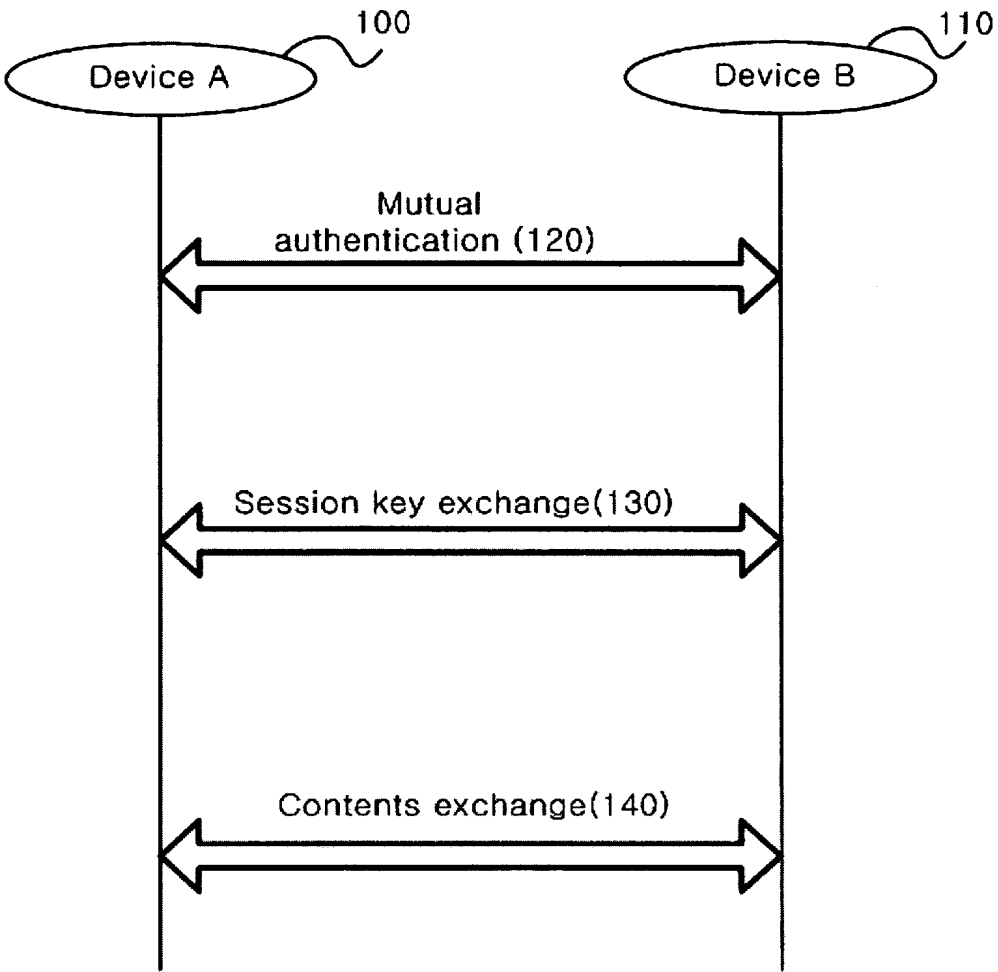 100
110
Device A
Device B
Mutual
authentication (120)
Session key exchange(130)
Contents exchange(140)